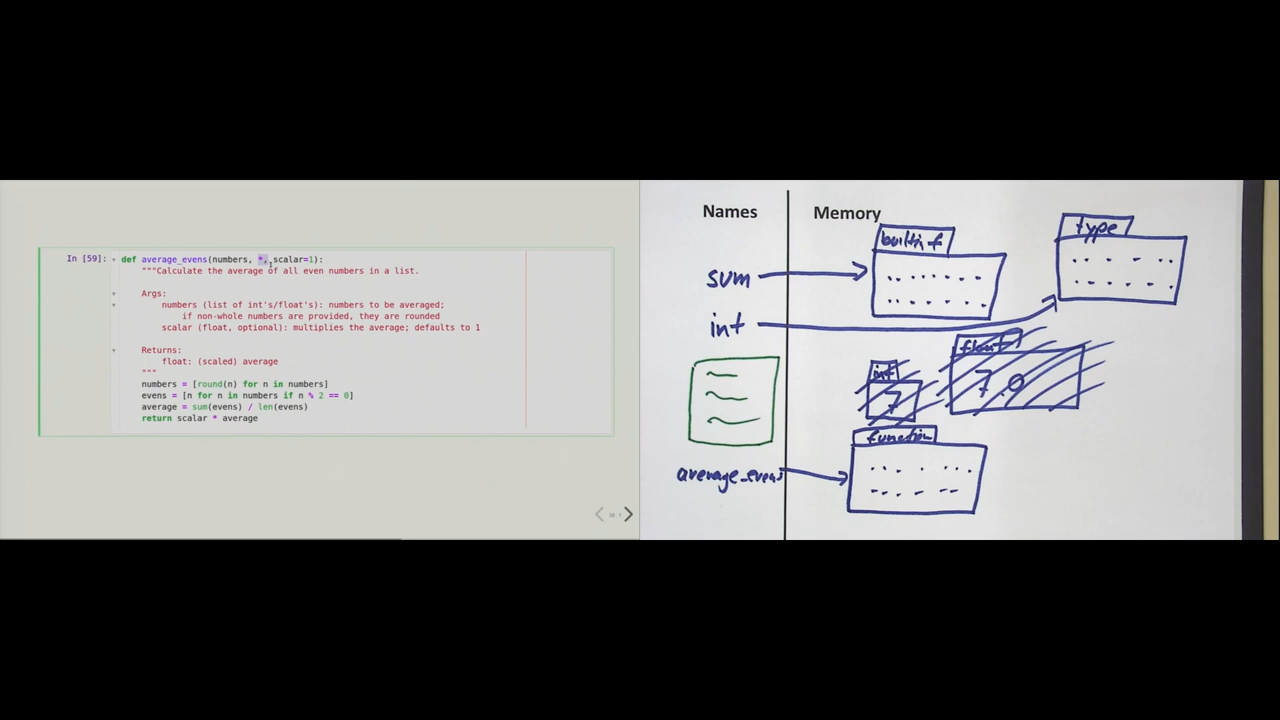 In [59]: def average_evens(numbers, *, scalar=1):
"""Calculate the average of all even numbers in a list.
Args:
numbers (list of int's/float's): numbers to be averaged;
if non-whole numbers are provided, they are rounded
scalar (float, optional): multiplies the average; defaults to 1
Returns:
float: (scaled) average
"""
numbers = [round(n) for n in numbers]
evens = [n for n in numbers if n % 2 == 0]
average = sum(evens) / len(evens)
return scalar * average
Names
Memory
builtin f
type
sum
int
float
int
7.0
7
function
average_evens